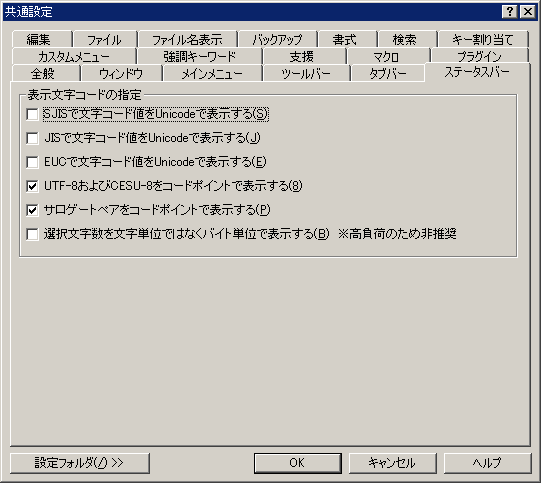 共通設定
編集 ファイル ファイル名表示 バックアップ 書式 検索 キー割り当て
カスタムメニュー 強調キーワード 支援 マクロ プラグイン
全般 ウィンドウ メインメニュー ツールバー タブバー ステータスバー
表示文字コードの指定
SJISで文字コード値をUnicodeで表示する(S)
JISで文字コード値をUnicodeで表示する(J)
EUCで文字コード値をUnicodeで表示する(E)
UTF-8およびCESU-8をコードポイントで表示する(8)
サロゲートペアをコードポイントで表示する(P)
選択文字数を文字単位ではなくバイト単位で表示する(B) ※高負荷のため非推奨
設定フォルダ(/) >> OK キャンセル ヘルプ